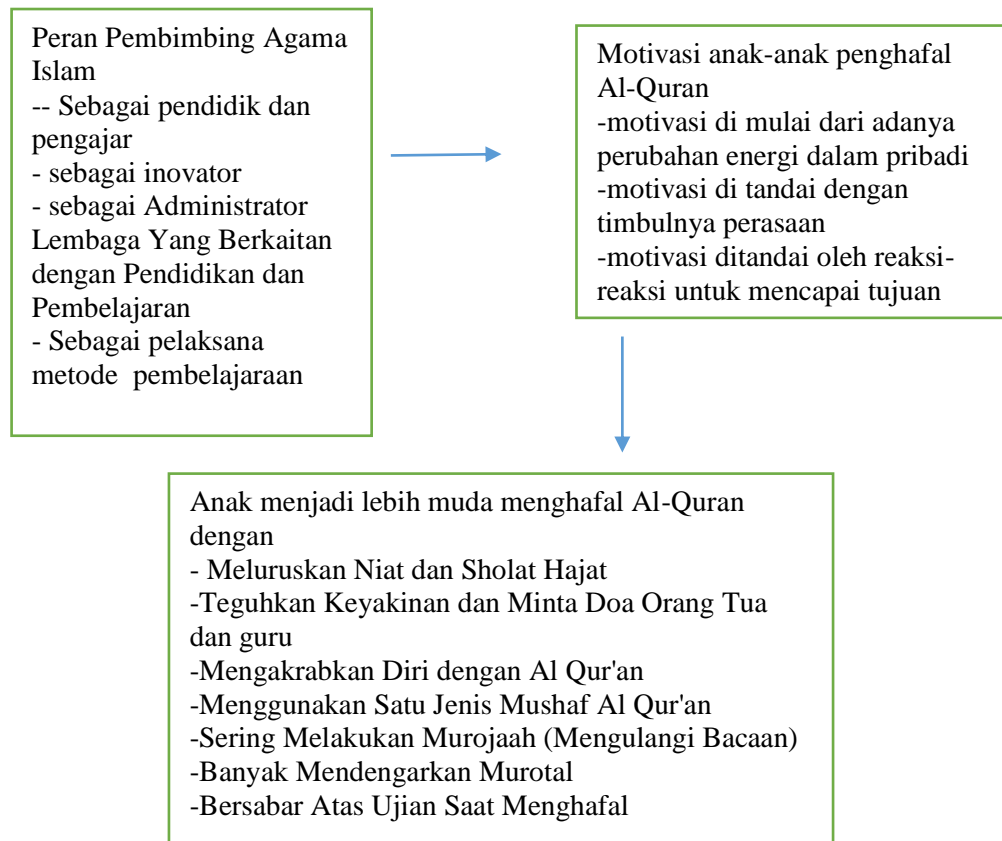 Peran Pembimbing Agama
Islam
-- Sebagai pendidik dan
pengajar
- sebagai inovator
- sebagai Administrator
Lembaga Yang Berkaitan
dengan Pendidikan dan
Pembelajaran
- Sebagai pelaksana
metode pembelajaraan
Motivasi anak-anak penghafal
Al-Quran
-motivasi di mulai dari adanya
perubahan energi dalam pribadi
-motivasi di tandai dengan
timbulnya perasaan
-motivasi ditandai oleh reaksi-
reaksi untuk mencapai tujuan
Anak menjadi lebih muda menghafal Al-Quran
dengan
- Meluruskan Niat dan Sholat Hajat
-Teguhkan Keyakinan dan Minta Doa Orang Tua
dan guru
-Mengakrabkan Diri dengan Al Qur'an
-Menggunakan Satu Jenis Mushaf Al Qur'an
-Sering Melakukan Murojaah (Mengulangi Bacaan)
-Banyak Mendengarkan Murotal
-Bersabar Atas Ujian Saat Menghafal